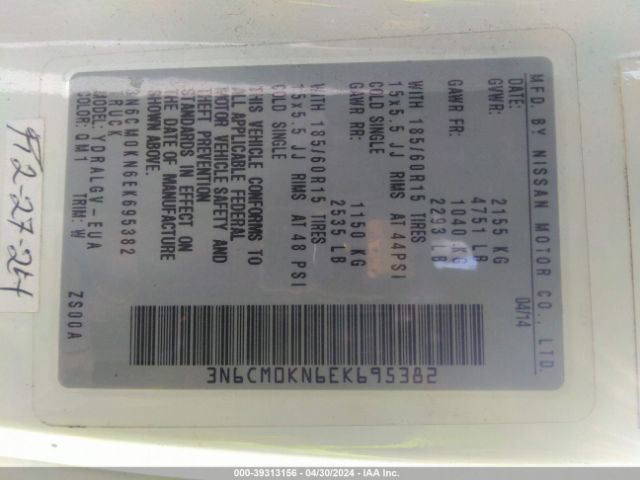 MFD. BY NISSAN MOTOR CO., LTD.
04/14
GVWR: 2155 KG
4751 LB
GAWR FR: 1040 KG
2293 LB
WITH 185/60R15 TIRES
15x5.5 JJ RIMS AT 44PSI
COLD SINGLE
GAWR RR: 1150 KG
2535 LB
WITH 185/60R15 TIRES
15x5.5 JJ RIMS AT 48 PSI
COLD SINGLE
THIS VEHICLE CONFORMS TO
ALL APPLICABLE FEDERAL
MOTOR VEHICLE SAFETY AND
THEFT PREVENTION
STANDARDS IN EFFECT ON
THE DATE OF MANUFACTURE
SHOWN ABOVE.
3N6CM0KN6EK695382
TRUCK
YDRALGV-EUA
COLOR: QM1 TRIM: W
ZS00A
3N6CM0KN6EK695382
972-27-24
000-39313156 - 04/30/2024 - IAA Inc.